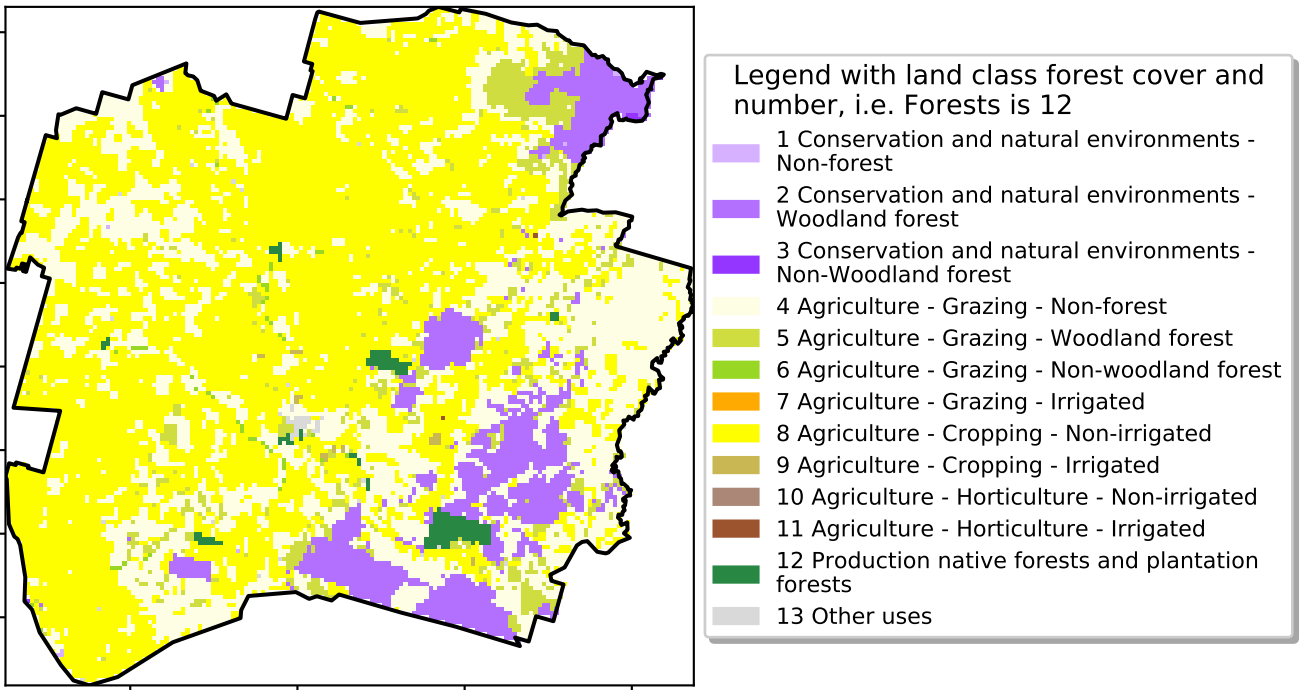 Legend with land class forest cover and
number, i.e. Forests is 12
1 Conservation and natural environments -
Non-forest
2 Conservation and natural environments -
Woodland forest
3 Conservation and natural environments -
Non-Woodland forest
4 Agriculture - Grazing - Non-forest
5 Agriculture - Grazing - Woodland forest
6 Agriculture - Grazing - Non-woodland forest
7 Agriculture - Grazing - Irrigated
8 Agriculture - Cropping - Non-irrigated
9 Agriculture - Cropping - Irrigated
10 Agriculture - Horticulture - Non-irrigated
11 Agriculture - Horticulture - Irrigated
12 Production native forests and plantation
forests
13 Other uses